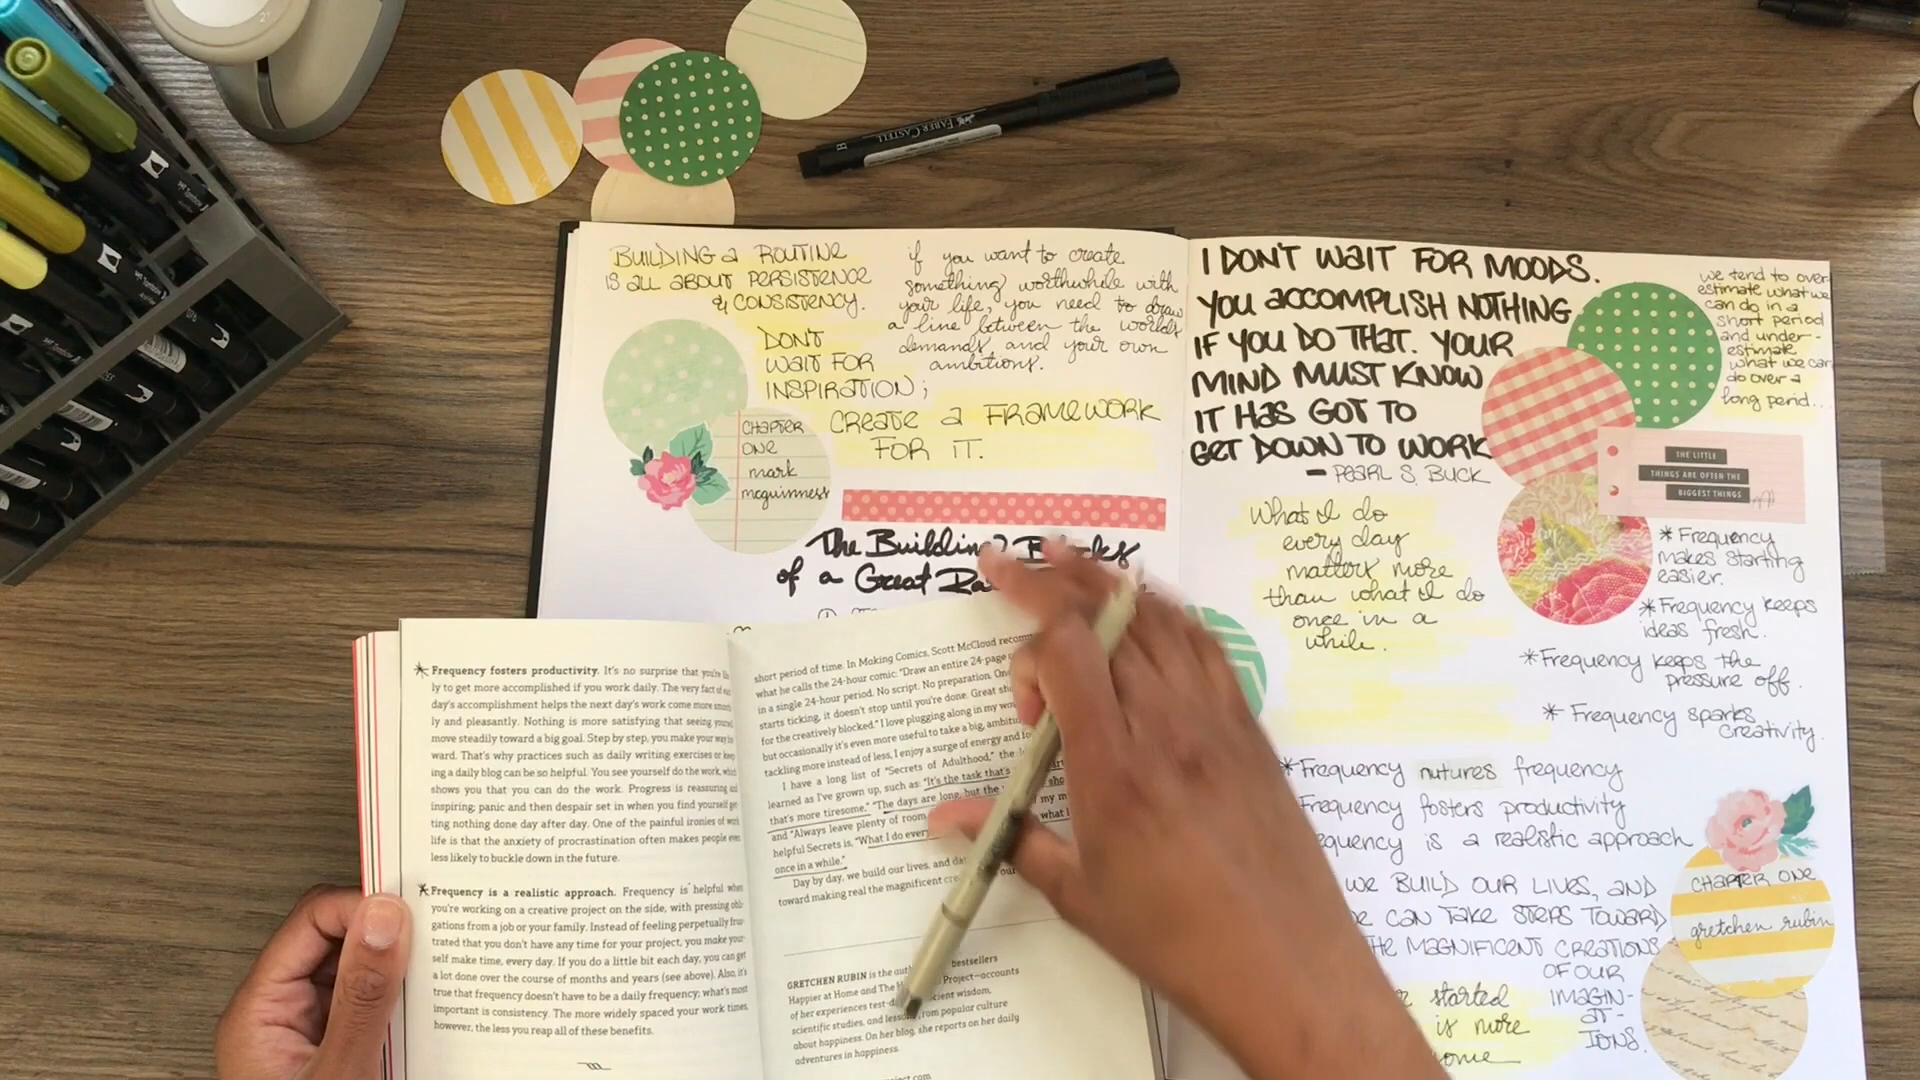 BUILDING a ROUTINE
IS all aBOUT PERSISTENCE
& CONSISTENCY.
if you want to create
something worthwhile with
your life, you need to draw
a line between the worlds
demands and your own
ambitions.
DON'T
WaIT FOR
INSPIRATION;
CREATE a FRaMEWORK
FOR IT.
CHaPTER
ONE
mark
mcguinness
The Building Blocks
of a Great
I DON'T WaIT FOR MOODS.
YOU aCCOMPLISH NOTHING
IF YOU DO THAT. YOUR
MIND MUST KNOW
IT HaS GOT TO
GET DOWN TO WORK
- PEaRL S. BUCK
we tend to over
estimate what we
can do in a
short period
and under-
estimate
what we can
do over a
long perid...
THE LITTLE
THINGS ARE OFTEN THE
BIGGEST THINGS
What I do
every day
matters more
than what I do
once in a
while.
*Frequency
makes starting
easier.
*Frequency keeps
ideas fresh.
*Frequency keeps the
pressure off.
* Frequency sparks
creativity.
*Frequency nutures frequency
Frequency fosters productivity
is a realistic approach
WE BUILD OUR LIVES, AND
CAN TAKE STEPS TOWARD
THE MAGNIFICENT CREATIONS
OF OUR
IMAGIN-
AT-
IONS.
started
is more
CHAPTER ONE
gretchen rubin
FABER CASTELL
Frequency fosters productivity. It's no surprise that you're
ly to get more accomplished if you work daily. The very fact of
day's accomplishment helps the next day's work come more
ly and pleasantly. Nothing is more satisfying that seeing
move steadily toward a big goal. Step by step, you make your way
ward. That's why practices such as daily writing exercises or
ing a daily blog can be so helpful. You see yourself do the work, which
shows you that you can do the work. Progress is reassuring and
inspiring; panic and then despair set in when you find yourself
ting nothing done day after day. One of the painful ironies of work
life is that the anxiety of procrastination often makes people even
less likely to buckle down in the future.
Frequency is a realistic approach. Frequency is helpful when
you're working on a creative project on the side, with pressing obli-
gations from a job or your family. Instead of feeling perpetually frus-
trated that you don't have any time for your project, you make your-
self make time, every day. If you do a little bit each day, you can get
a lot done over the course of months and years (see above). Also, it's
true that frequency doesn't have to be a daily frequency; what's most
important is consistency. The more widely spaced your work times,
however, the less you reap all of these benefits.
short period of time. In Making Comics, Scott McCloud
what he calls the 24-hour comic: "Draw an entire 24-page
in a single 24-hour period. No script. No preparation.
starts ticking, it doesn't stop until you're done. Great
for the creatively blocked." I love plugging along in my
but occasionally it's even more useful to take a big,
tackling more instead of less, I enjoy a surge of energy and
I have a long list of "Secrets of Adulthood," the
learned as I've grown up, such as: "It's the task that's
that's more tiresome." "The days are long, but the
and "Always leave plenty of room." my
helpful Secrets is, "What I do every what I
once in a while."
Day by day, we build our lives, and
toward making real the magnificent our
GRETCHEN RUBIN is the bestsellers
Happier at Home and The Project—accounts
of her experiences wisdom,
scientific studies, and from popular culture
about happiness. On her blog, she reports on her daily
adventures in happiness.